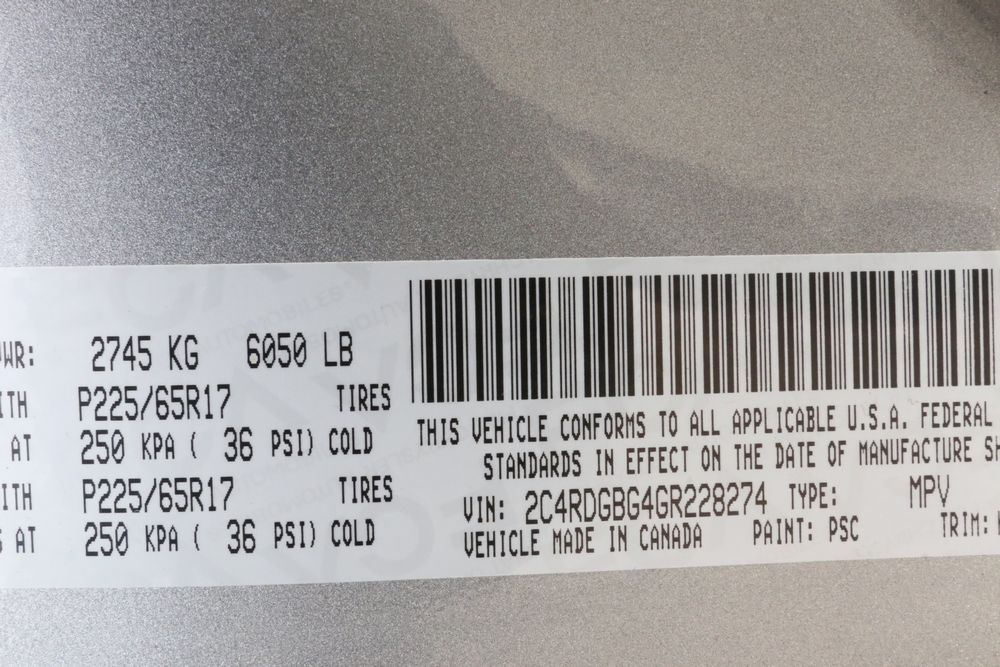 WR: 2745 KG 6050 LB
ITH P225/65R17 TIRES
AT 250 KPA ( 36 PSI) COLD
ITH P225/65R17 TIRES
S AT 250 KPA ( 36 PSI) COLD
THIS VEHICLE CONFORMS TO ALL APPLICABLE U.S.A. FEDERAL
STANDARDS IN EFFECT ON THE DATE OF MANUFACTURE SH
VIN: 2C4RDGBG4GR228274 TYPE: MPV
VEHICLE MADE IN CANADA PAINT: PSC TRIM: